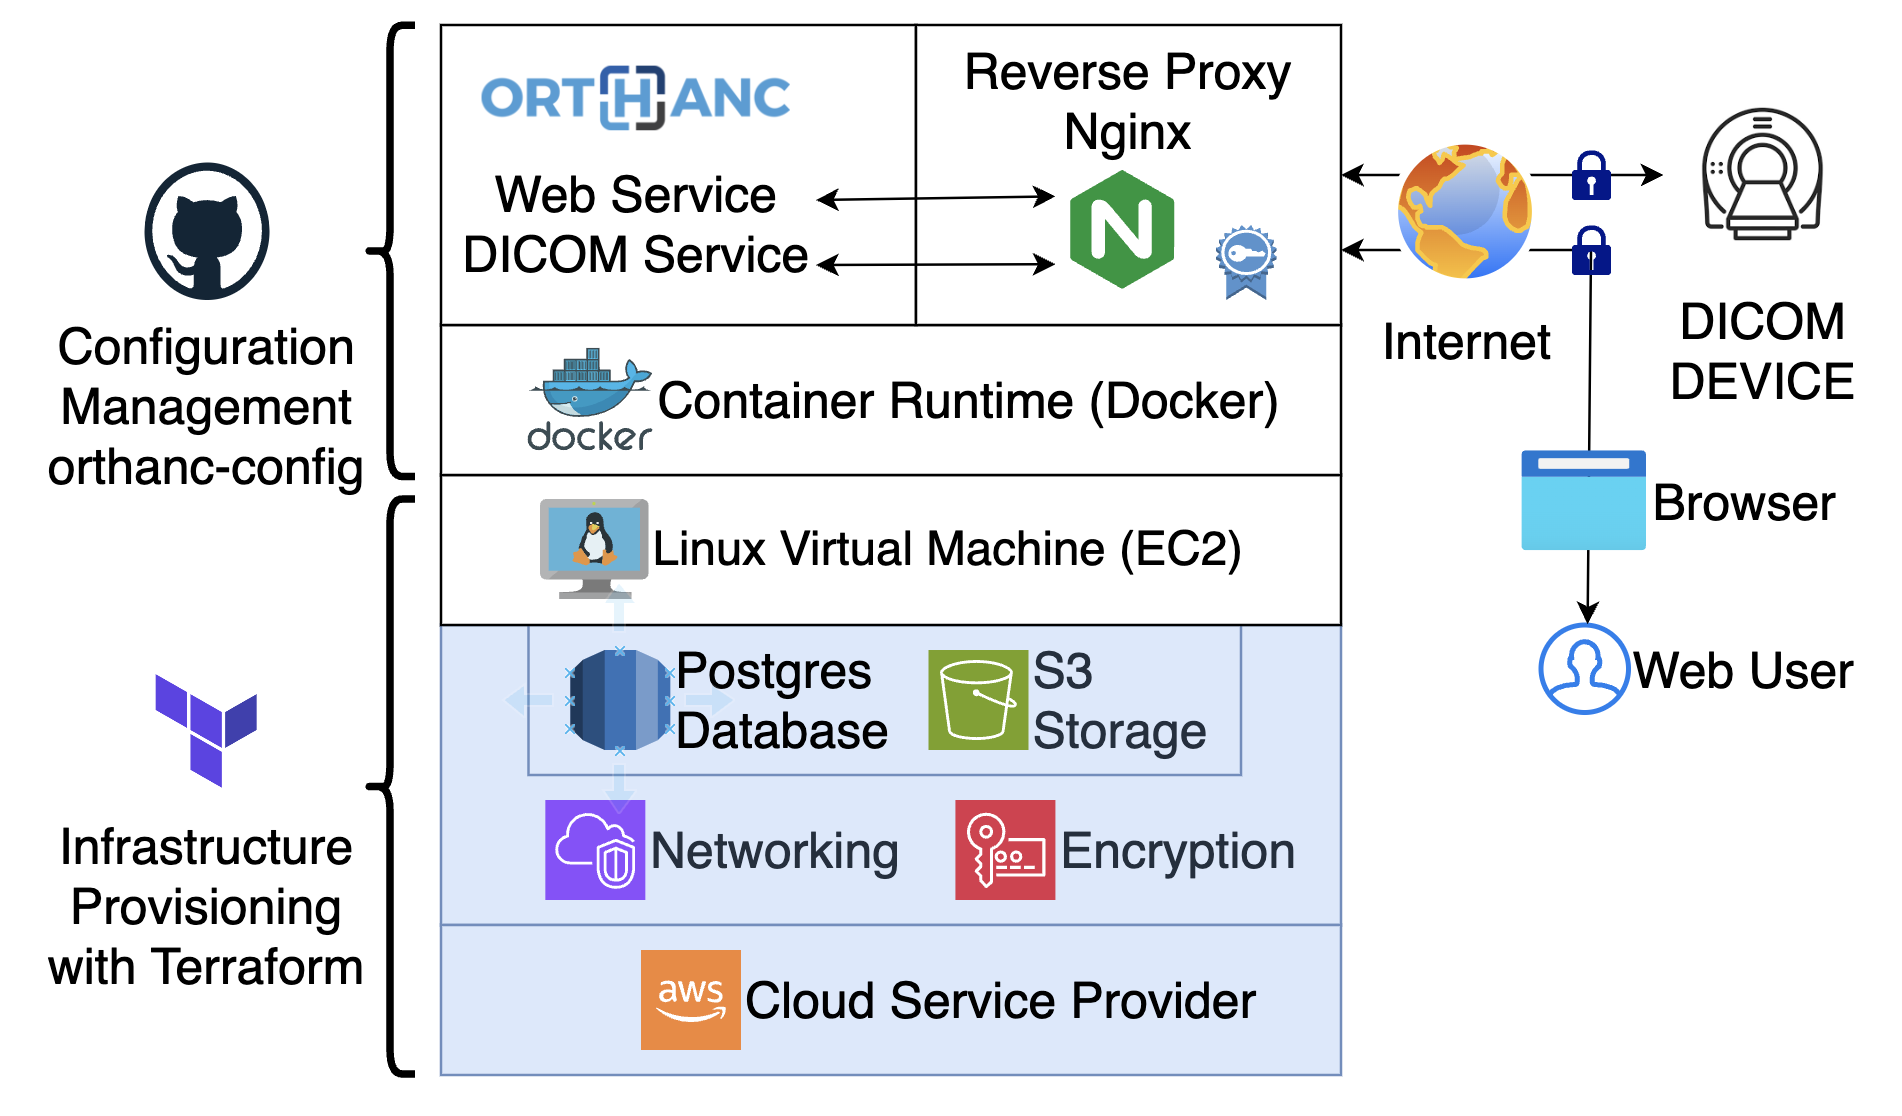 ORTHANC
Web Service
DICOM Service
Reverse Proxy
Nginx
N
Configuration
Management
orthanc-config
docker
Container Runtime (Docker)
Linux Virtual Machine (EC2)
Postgres
Database
S3
Storage
Networking
Encryption
Infrastructure
Provisioning
with Terraform
aws
Cloud Service Provider
Internet
DICOM
DEVICE
Browser
Web User